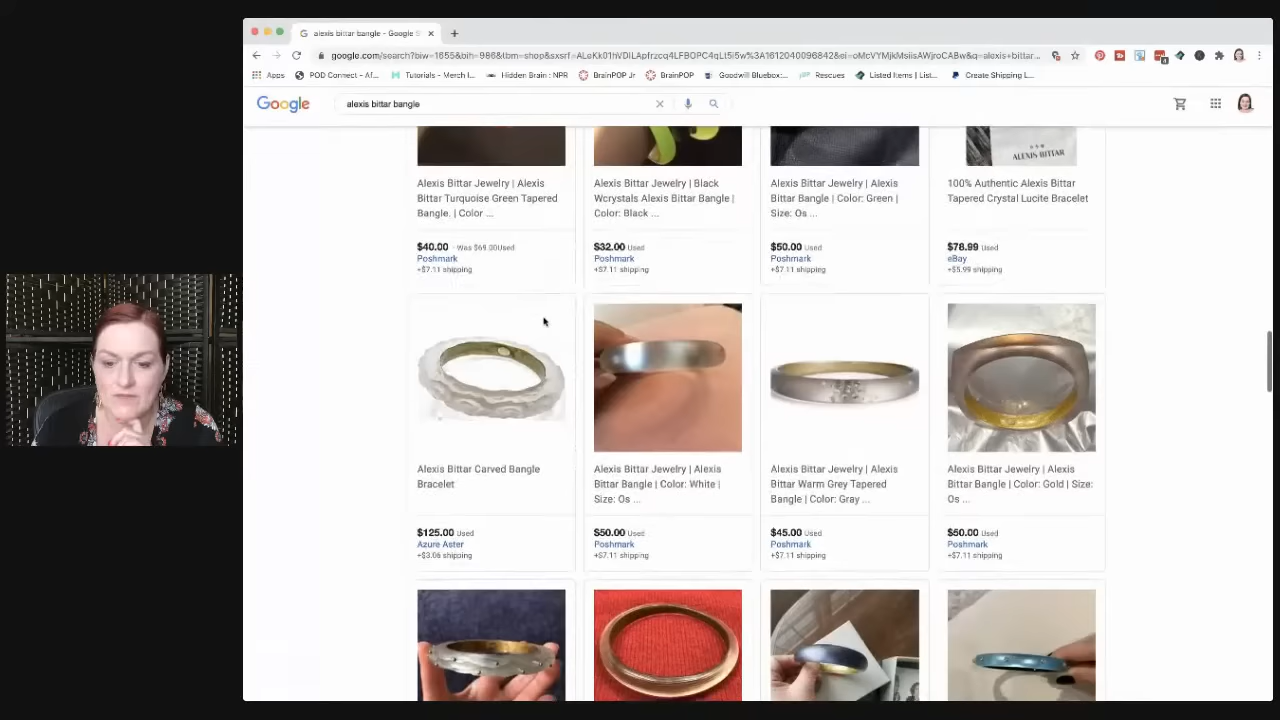 alexis bittar bangle - Google S
Apps
POD Connect - Af...
Tutorials - Merch I...
Hidden Brain : NPR
BrainPOP Jr
BrainPOP
Goodwill Bluebox:...
Rescues
Listed Items | List...
Create Shipping L...
Google
alexis bittar bangle
ALEXIS BITTAR
Alexis Bittar Jewelry | Alexis
Bittar Turquoise Green Tapered
Bangle. | Color ...
$40.00 · Was $69.00Used
Poshmark
+$7.11 shipping
Alexis Bittar Jewelry | Black
Wcrystals Alexis Bittar Bangle |
Color: Black ...
$32.00 Used
Poshmark
+$7.11 shipping
Alexis Bittar Jewelry | Alexis
Bittar Bangle | Color: Green |
Size: Os ...
$50.00 Used
Poshmark
+$7.11 shipping
100% Authentic Alexis Bittar
Tapered Crystal Lucite Bracelet
$78.99 Used
eBay
+$5.99 shipping
Alexis Bittar Carved Bangle
Bracelet
$125.00 Used
Azure Aster
+$3.06 shipping
Alexis Bittar Jewelry | Alexis
Bittar Bangle | Color: White |
Size: Os ...
$50.00 Used
Poshmark
+$7.11 shipping
Alexis Bittar Jewelry | Alexis
Bittar Warm Grey Tapered
Bangle | Color: Gray ...
$45.00 Used
Poshmark
+$7.11 shipping
Alexis Bittar Jewelry | Alexis
Bittar Bangle | Color: Gold | Size:
Os ...
$50.00 Used
Poshmark
+$7.11 shipping